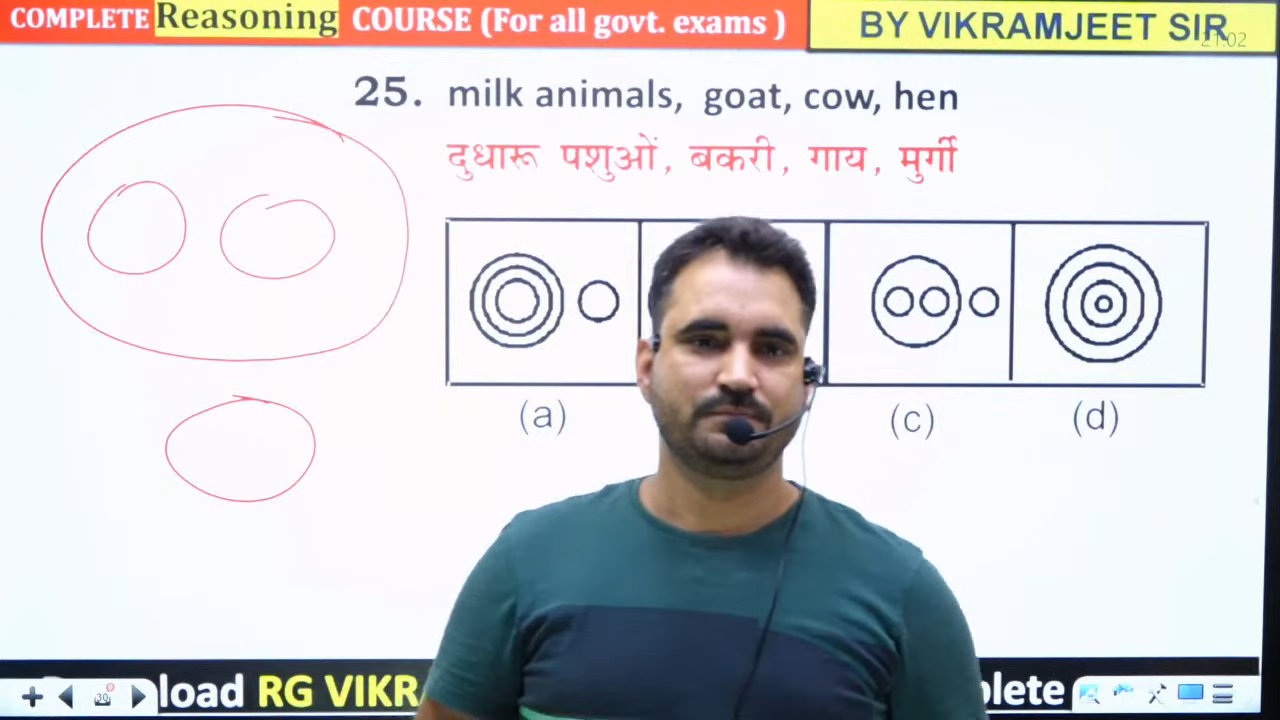 COMPLETE Reasoning COURSE (For all govt. exams )
BY VIKRAMJEET SIR
21:02
25. milk animals, goat, cow, hen
दुधारू पशुओं, बकरी, गाय, मुर्गी
(a)
(c)
(d)
30
load RG VIKR
plete